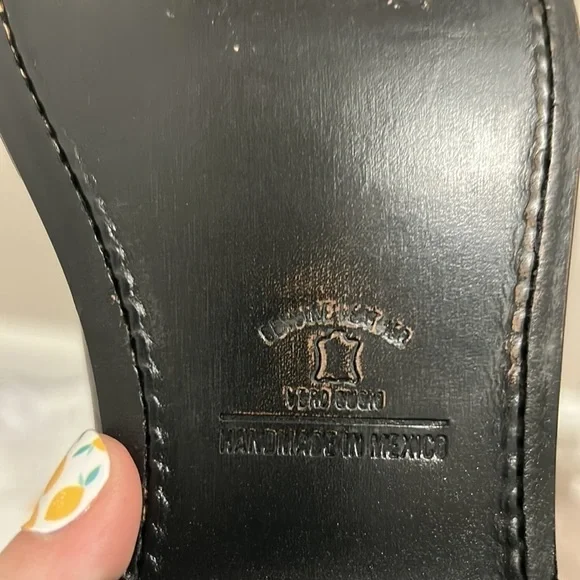 GENUINE LEATHER
VERO CUOIO
HANDMADE IN MEXICO